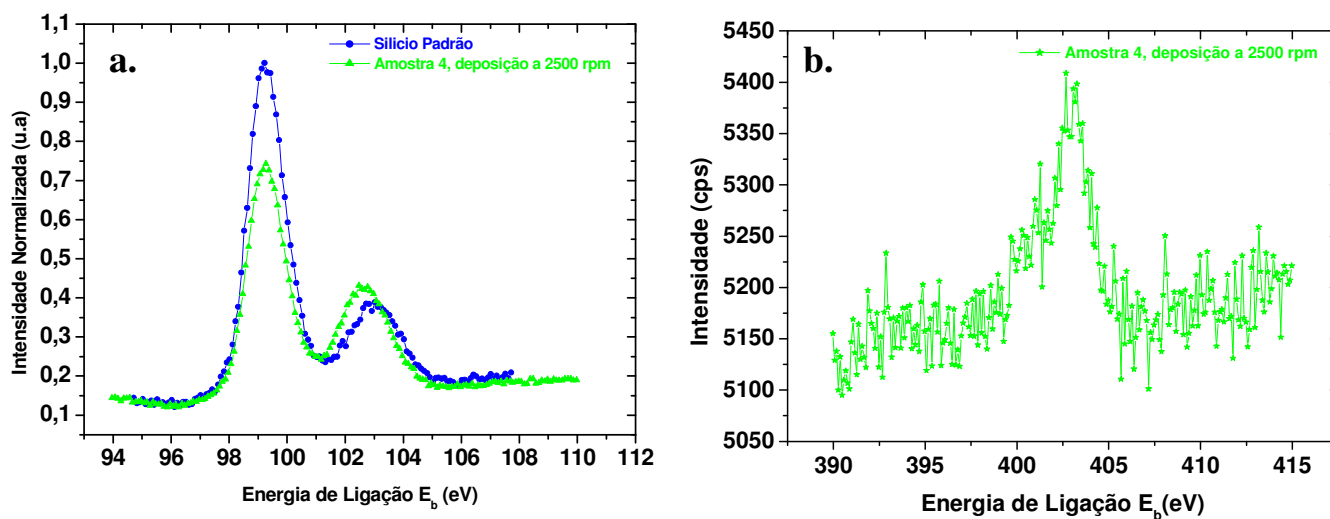 a.
Silicio Padrão
Amostra 4, deposição a 2500 rpm
Intensidade Normalizada (u.a)
1,1
1,0
0,9
0,8
0,7
0,6
0,5
0,4
0,3
0,2
0,1
94 96 98 100 102 104 106 108 110 112
Energia de Ligação E_b (eV)
b.
Amostra 4, deposição a 2500 rpm
Intensidade (cps)
5450
5400
5350
5300
5250
5200
5150
5100
5050
390 395 400 405 410 415
Energia de Ligação E_b(eV)